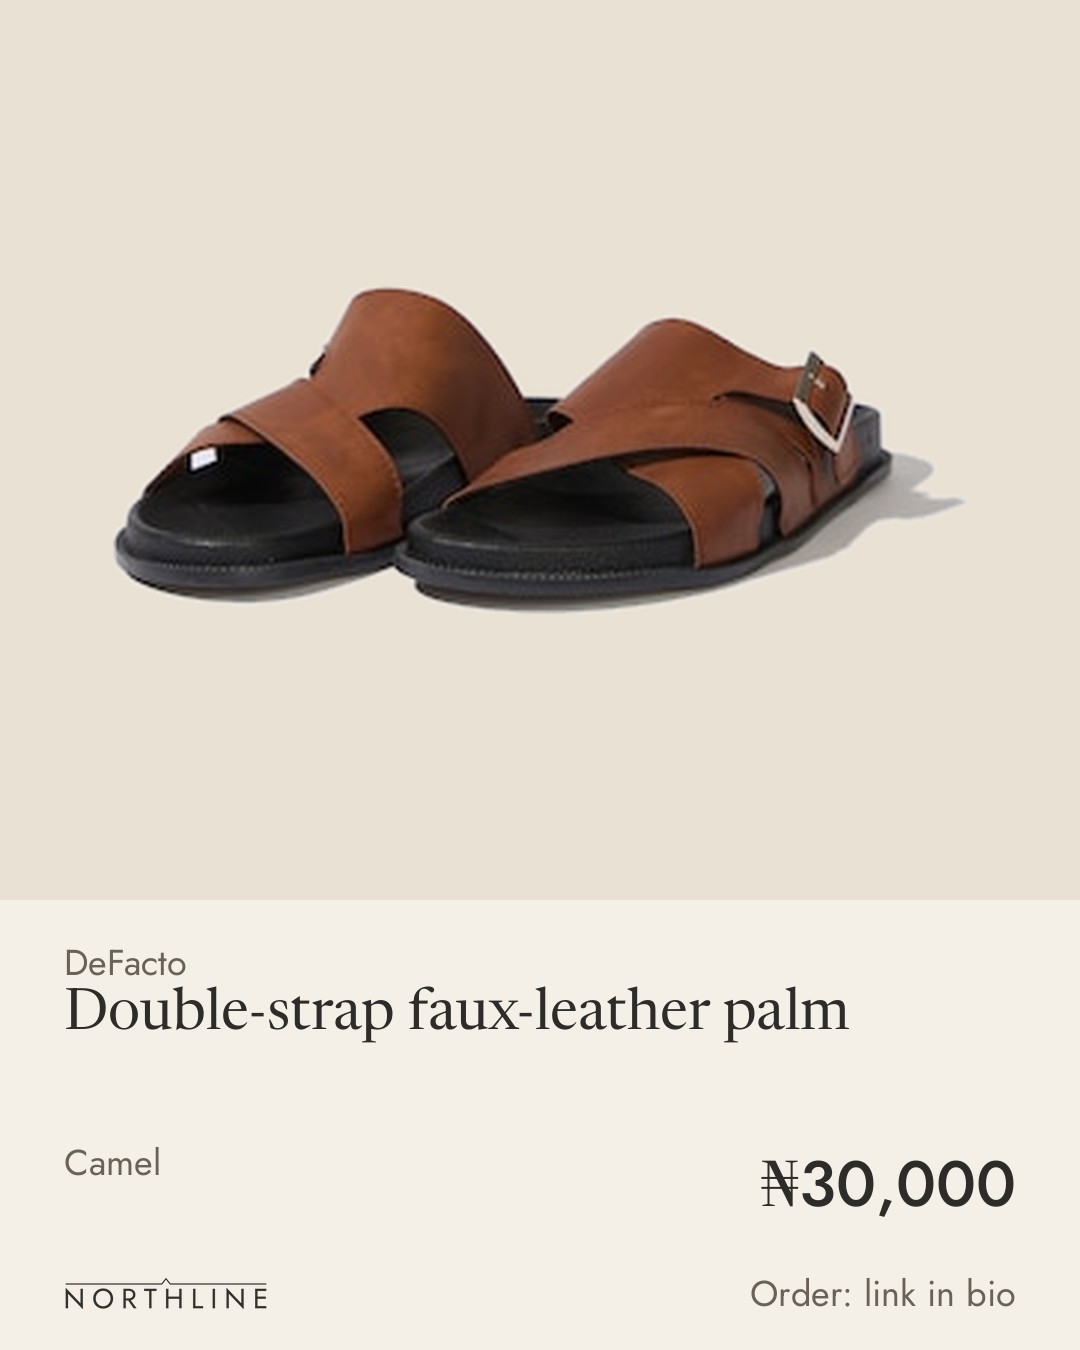 DeFacto
Double-strap faux-leather palm
Camel
₦30,000
NORTHLINE
Order: link in bio